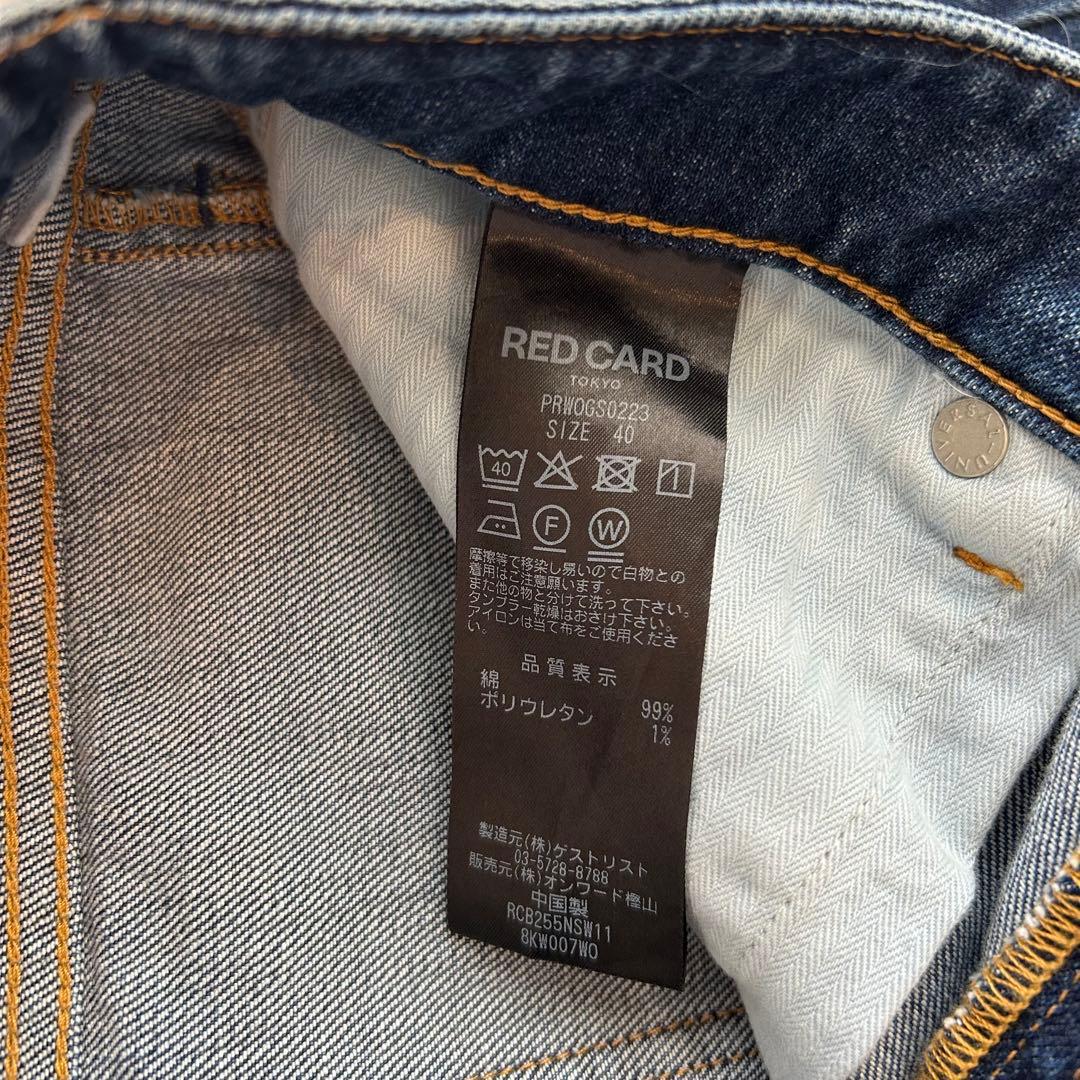 RED CARD
TOKYO
PRWOGS0223
SIZE 40
40
F W
摩擦等で移染し易いので白物との
着用はご注意願います。
また他の物と分けて洗って下さい。
タンブラー乾燥はおさけ下さい。
アイロンは当て布をご使用くださ
い。
品質表示
綿 99%
ポリウレタン 1%
製造元(株)ゲストリスト
03-6728-8788
販売元(株)オンワード樫山
中国製
RCB255NSW11
8KW007WO
UNIVERSAL